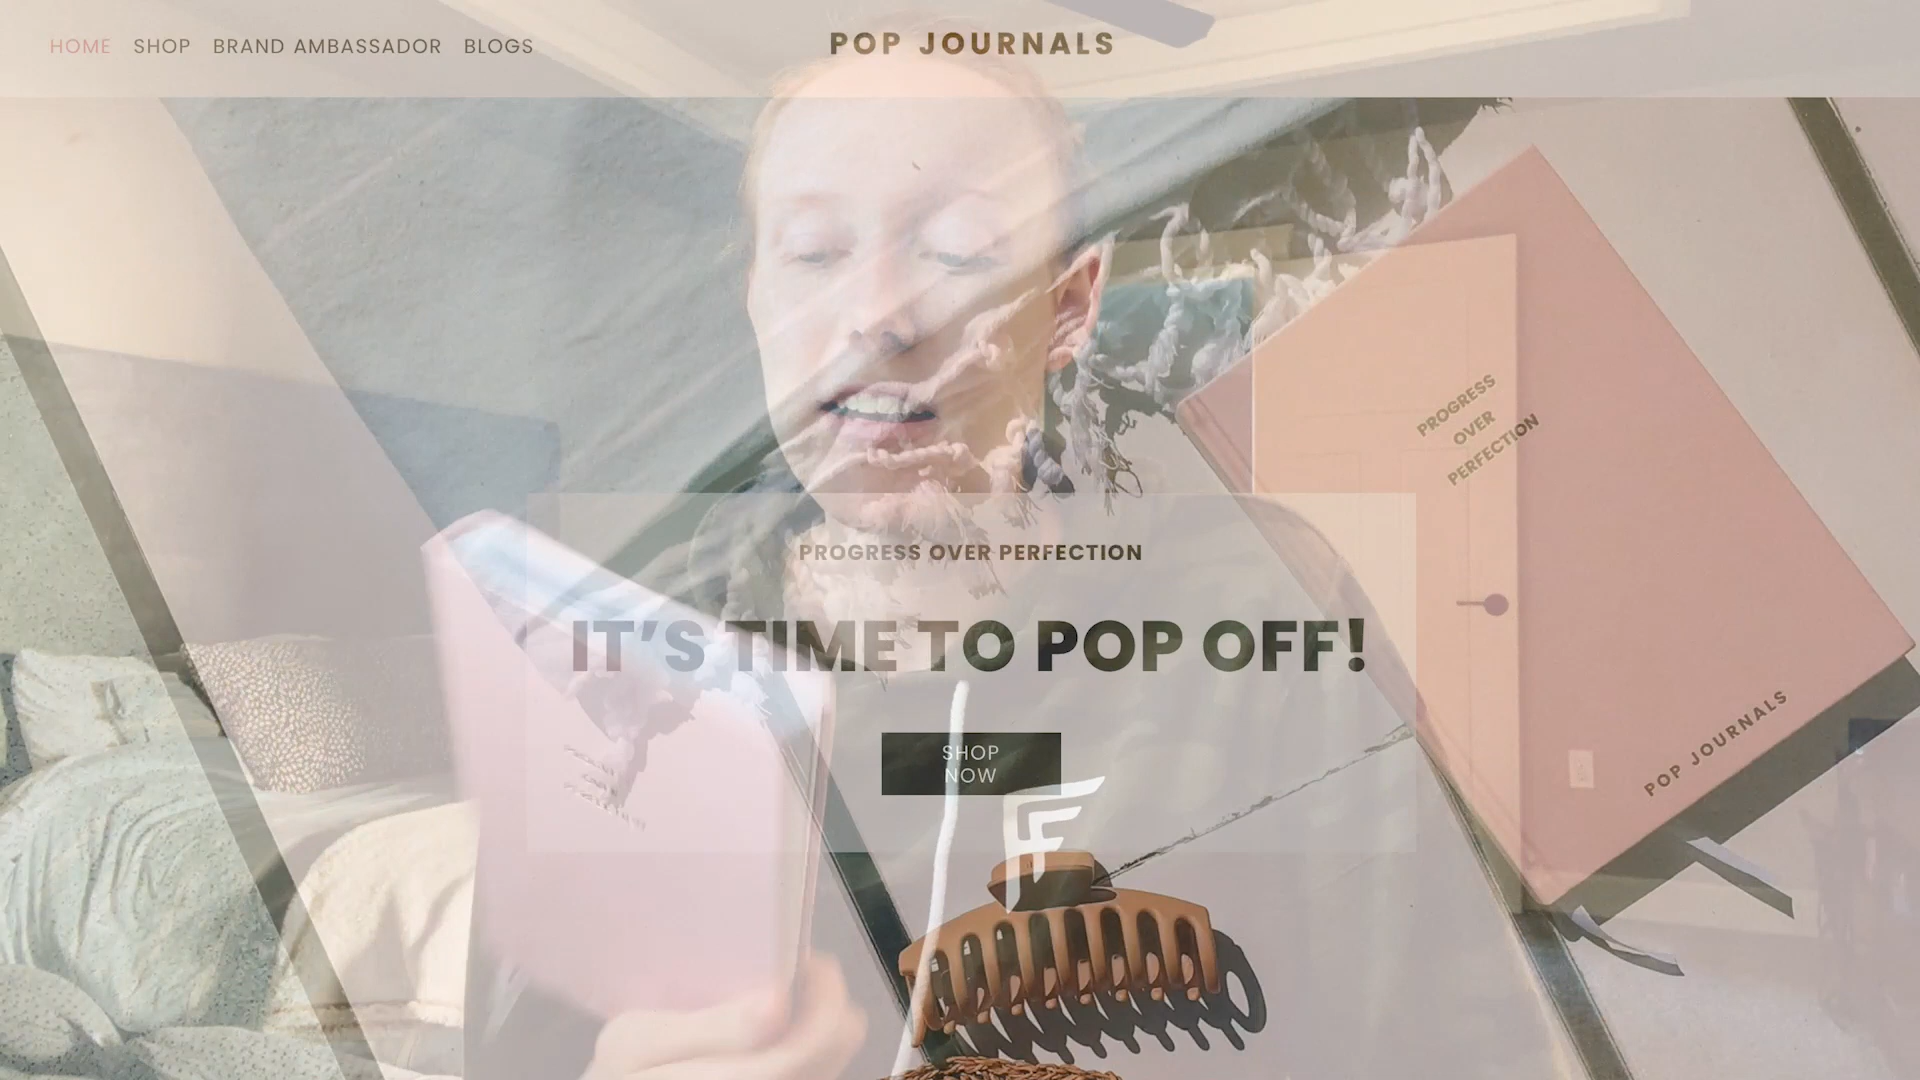 HOME SHOP BRAND AMBASSADOR BLOGS
POP JOURNALS
PROGRESS
OVER
PERFECTION
PROGRESS OVER PERFECTION
IT'S TIME TO POP OFF!
SHOP
NOW
POP JOURNALS